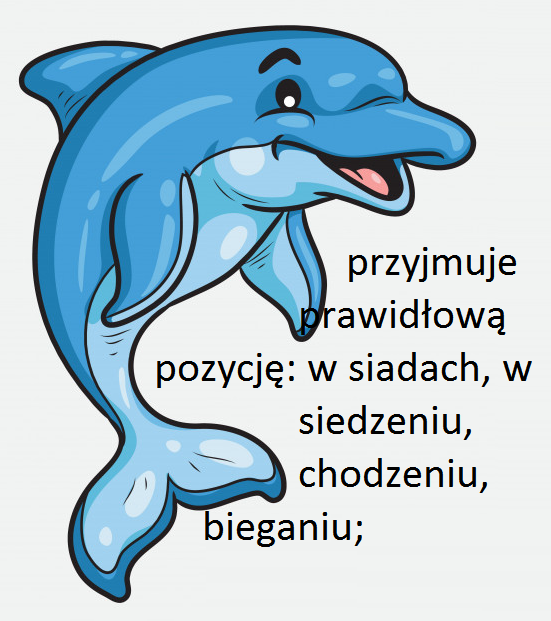 przyjmuje
prawidłową
pozycję: w siadach, w
siedzeniu,
chodzeniu,
bieganiu;